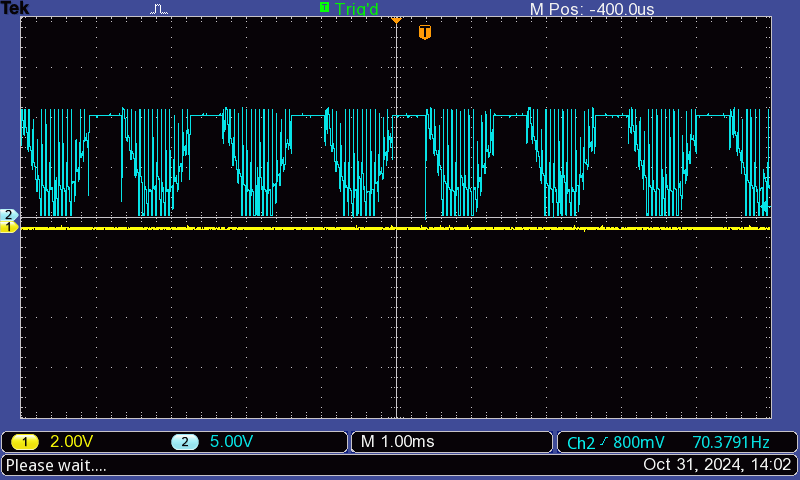 Tek T Trig'd M Pos: -400.0us
T
2
1
1 2.00V 2 5.00V M 1.00ms Ch2 800mV 70.3791Hz
Please wait.... Oct 31, 2024, 14:02